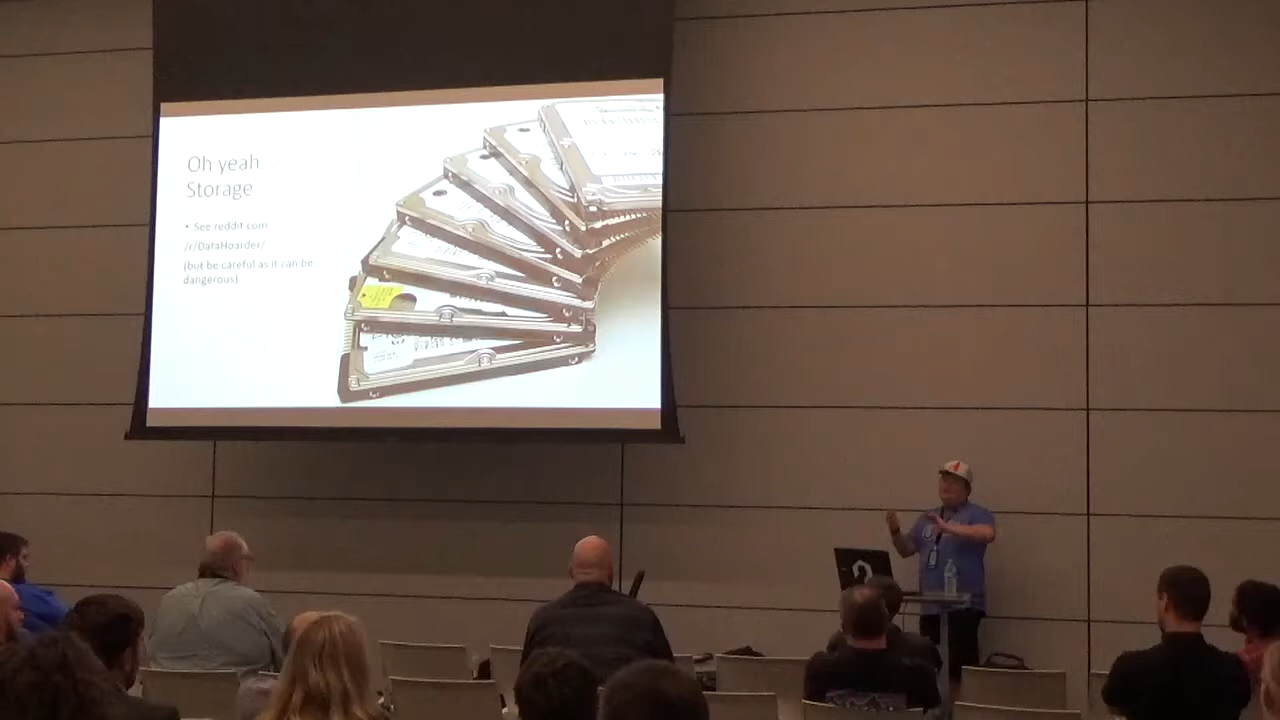 Oh yeah
Storage
• See reddit com
/r/DataHoarder/
(but be careful as it can be
dangerous)